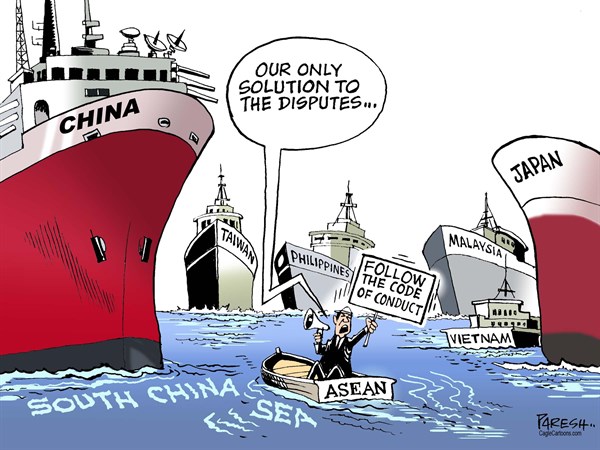 OUR ONLY
SOLUTION TO
THE DISPUTES...
CHINA
TAIWAN
PHILIPPINES
MALAYSIA
JAPAN
VIETNAM
FOLLOW
THE CODE
OF CONDUCT
ASEAN
SOUTH CHINA
SEA
PARESH..
CagleCartoons.com